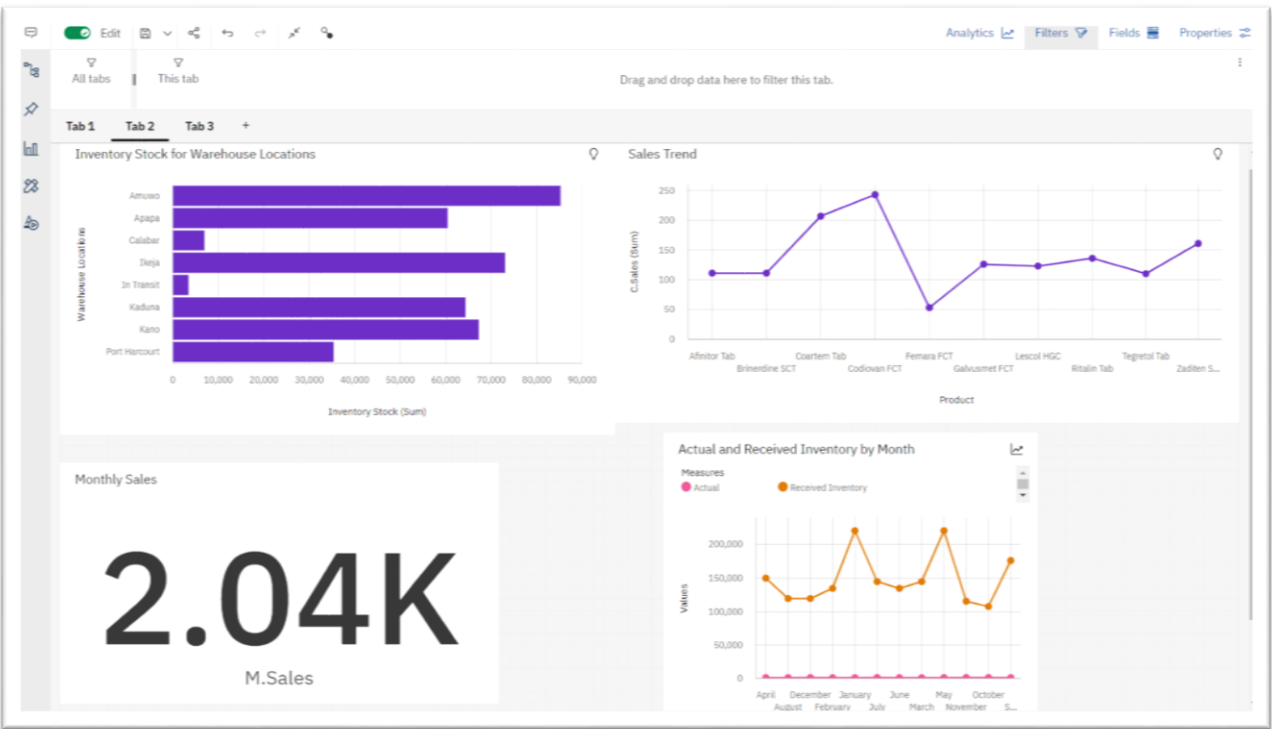 Edit
Analytics Filters Fields Properties
All tabs This tab
Drag and drop data here to filter this tab.
Tab 1 Tab 2 Tab 3 +
Inventory Stock for Warehouse Locations
Warehouse Locations
Amuwo
Apapa
Calabar
Ikeja
In Transit
Kaduna
Kano
Port Harcourt
0 10,000 20,000 30,000 40,000 50,000 60,000 70,000 80,000 90,000
Inventory Stock (Sum)
Sales Trend
C.Sales (Sum)
250
200
150
100
50
0
Afinitor Tab Coartem Tab Femara FCT Lescol HGC Tegretol Tab
Brinerdine SCT Codiovan FCT Galvusmet FCT Ritalin Tab Zaditen S...
Product
Monthly Sales
2.04K
M.Sales
Actual and Received Inventory by Month
Measures
Actual Received Inventory
Values
200,000
150,000
100,000
50,000
0
April December January June May October
August February July March November S...